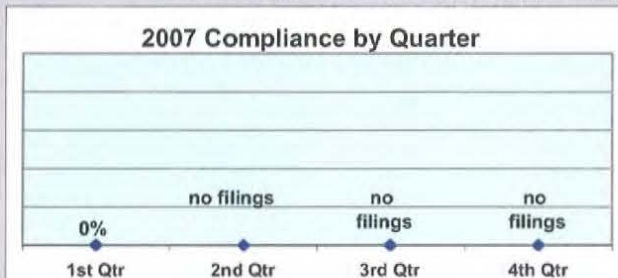 2007 Compliance by Quarter
no filings
no
filings
no
filings
0%
1st Qtr
2nd Qtr
3rd Qtr
4th Qtr